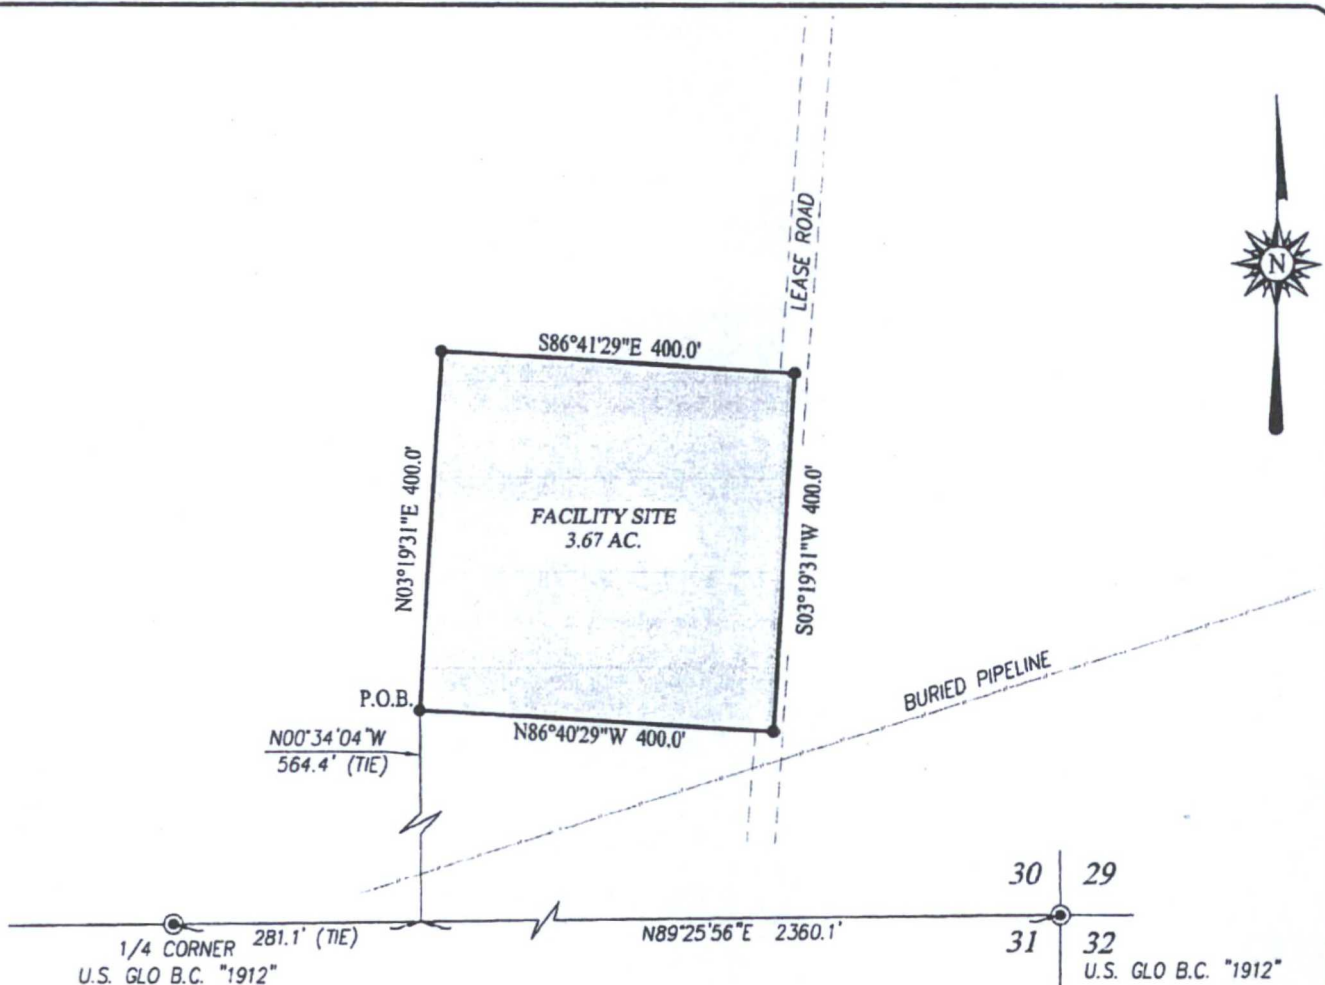 LEASE ROAD
N
S86°41'29"E 400.0'
N03°19'31"E 400.0'
FACILITY SITE
3.67 AC.
S03°19'31"W 400.0'
P.O.B.
N86°40'29"W 400.0'
BURIED PIPELINE
N00°34'04"W
564.4' (TIE)
30 29
281.1' (TIE)
N89°25'56"E 2360.1'
31 32
1/4 CORNER
U.S. GLO B.C. "1912"
U.S. GLO B.C. "1912"